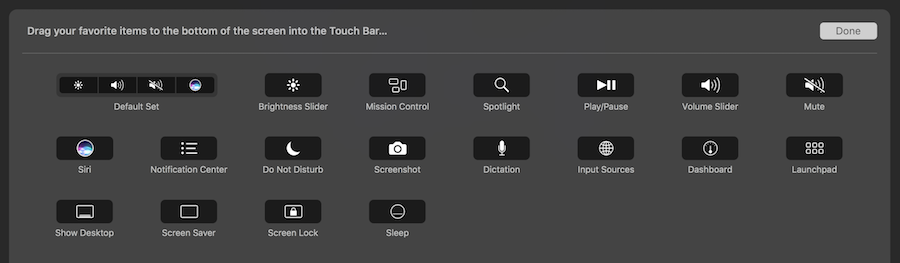 Drag your favorite items to the bottom of the screen into the Touch Bar... Done
Default Set Brightness Slider Mission Control Spotlight Play/Pause Volume Slider Mute
Siri Notification Center Do Not Disturb Screenshot Dictation Input Sources Dashboard Launchpad
Show Desktop Screen Saver Screen Lock Sleep